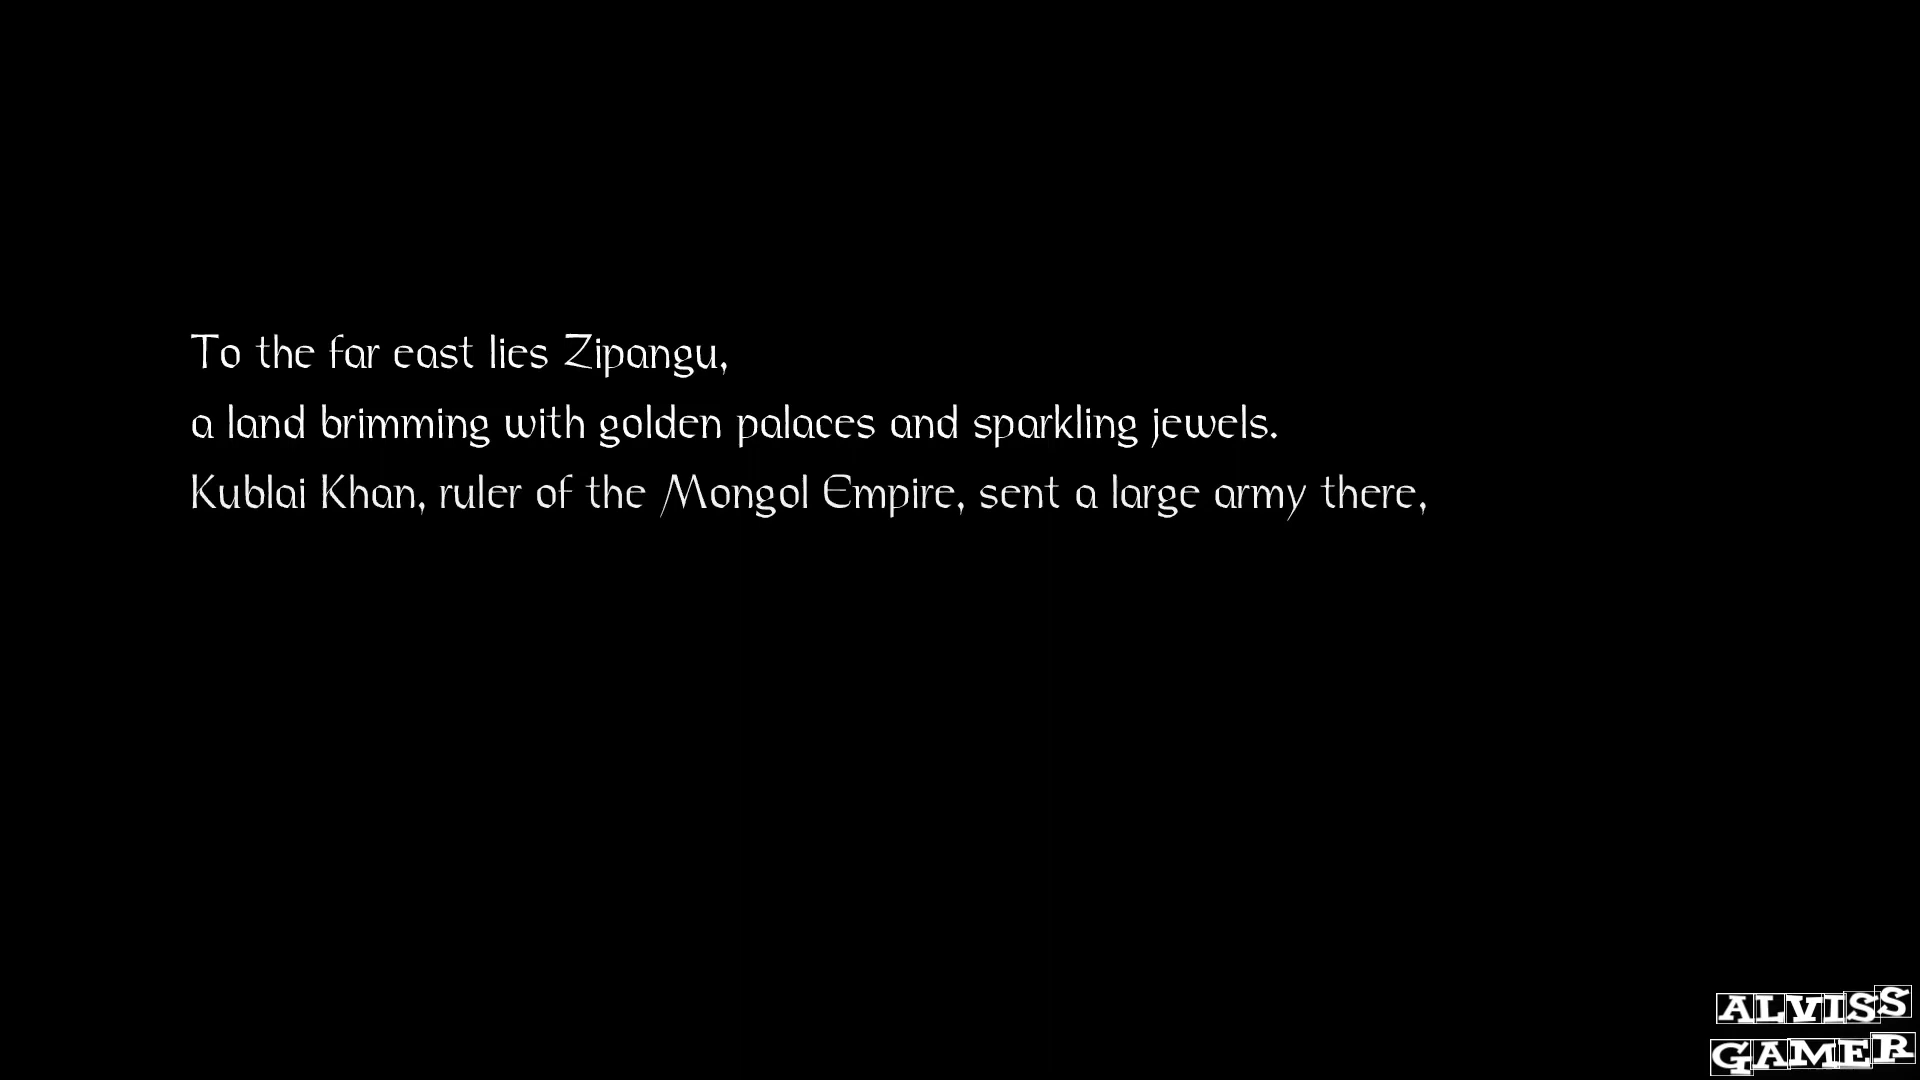 To the far east lies Zipangu,
a land brimming with golden palaces and sparkling jewels.
Kublai Khan, ruler of the Mongol Empire, sent a large army there,
ALVISS
GAMER